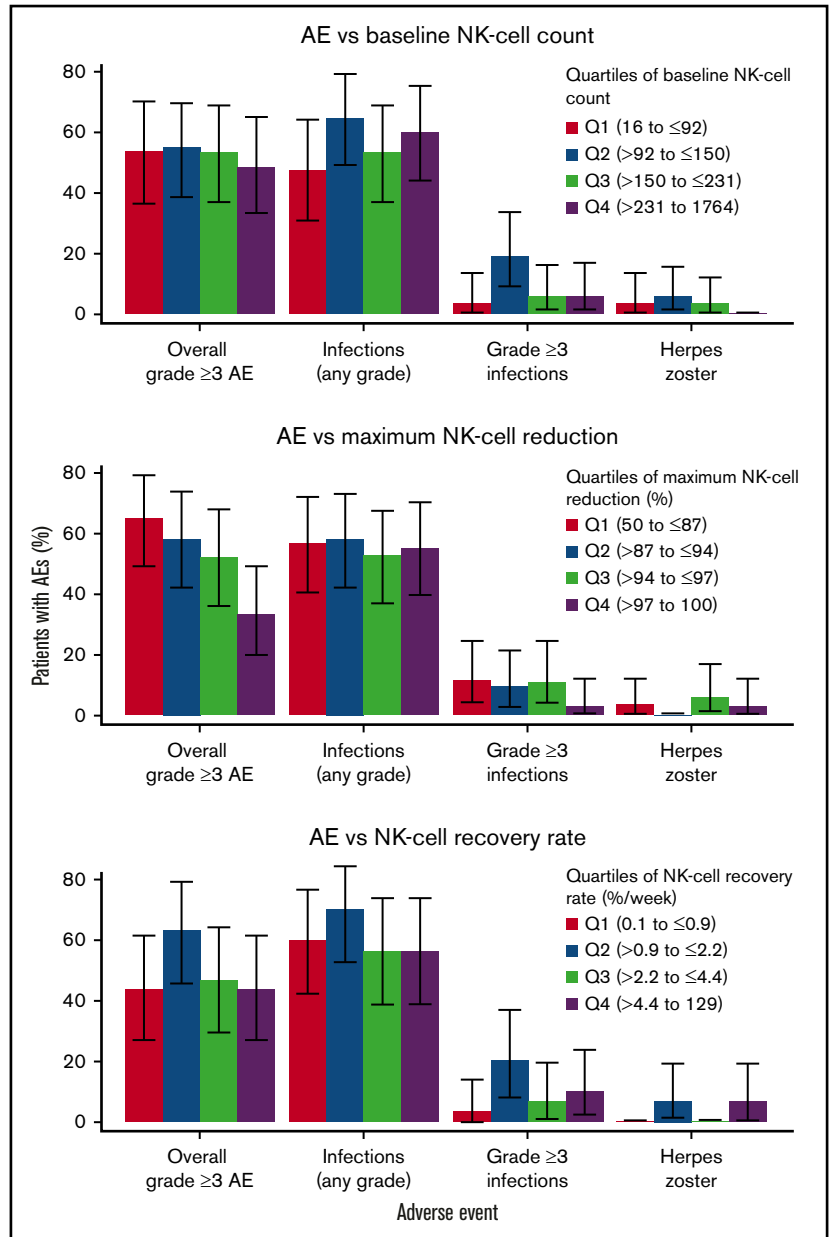 AE vs baseline NK-cell count
Quartiles of baseline NK-cell
count
Q1 (16 to ≤92)
Q2 (>92 to ≤150)
Q3 (>150 to ≤231)
Q4 (>231 to 1764)
80
60
40
20
0
Overall
grade ≥3 AE
Infections
(any grade)
Grade ≥3
infections
Herpes
zoster
AE vs maximum NK-cell reduction
Quartiles of maximum NK-cell
reduction (%)
Q1 (50 to ≤87)
Q2 (>87 to ≤94)
Q3 (>94 to ≤97)
Q4 (>97 to 100)
Patients with AEs (%)
80
60
40
20
0
Overall
grade ≥3 AE
Infections
(any grade)
Grade ≥3
infections
Herpes
zoster
AE vs NK-cell recovery rate
Quartiles of NK-cell recovery
rate (%/week)
Q1 (0.1 to ≤0.9)
Q2 (>0.9 to ≤2.2)
Q3 (>2.2 to ≤4.4)
Q4 (>4.4 to 129)
80
60
40
20
0
Overall
grade ≥3 AE
Infections
(any grade)
Grade ≥3
infections
Herpes
zoster
Adverse event